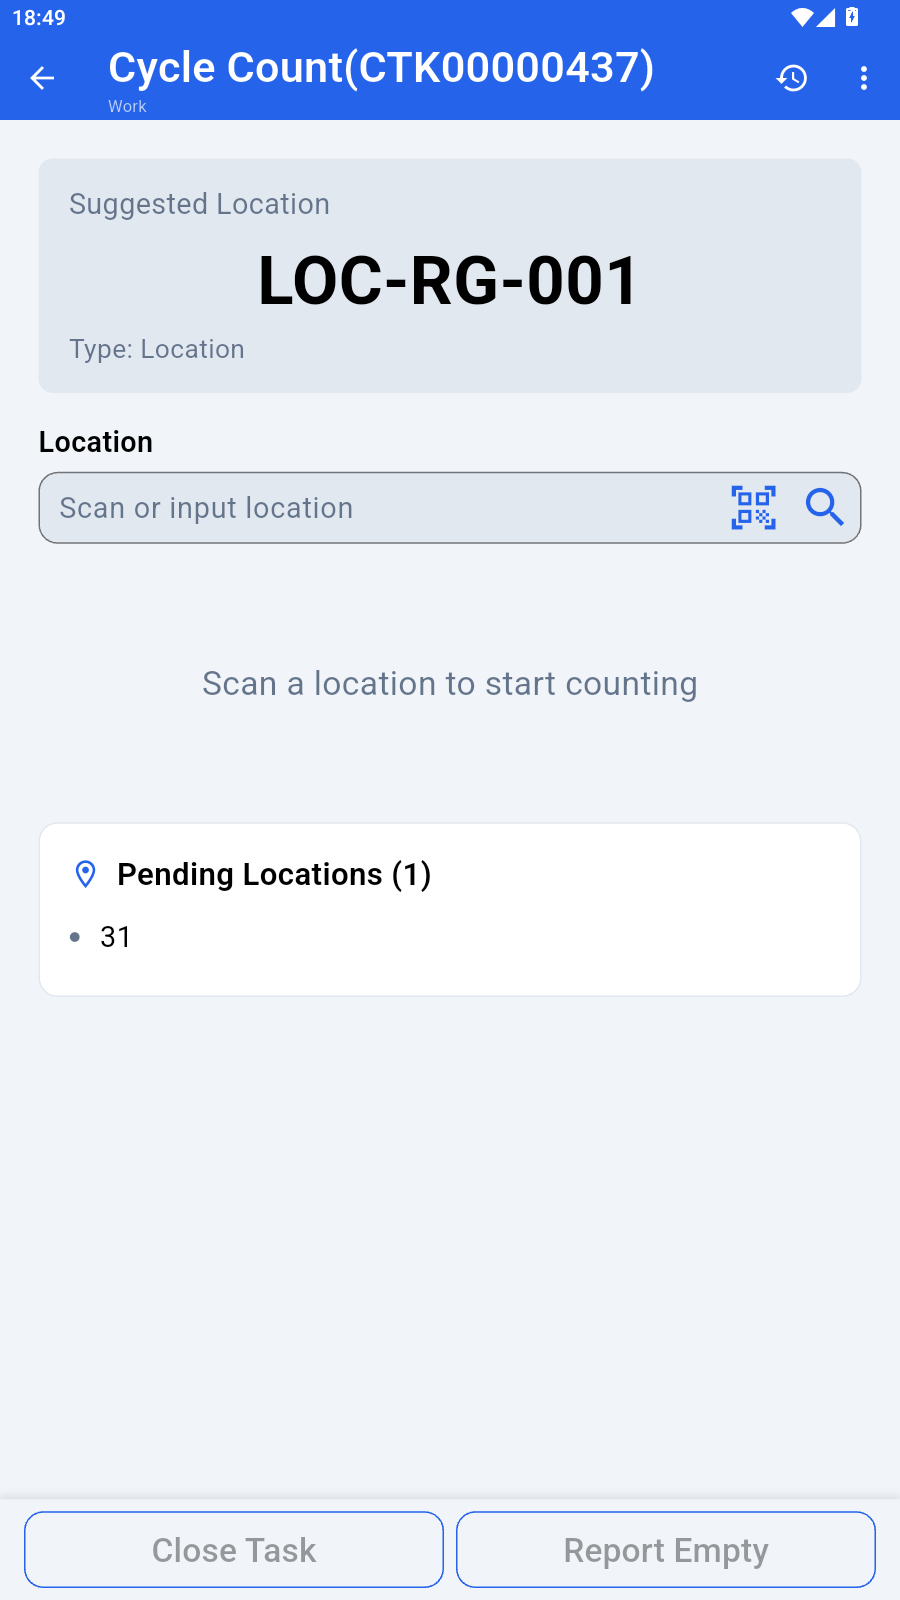 18:49
Cycle Count(CTK00000437)
Work
Suggested Location
LOC-RG-001
Type: Location
Location
Scan or input location
Scan a location to start counting
Pending Locations (1)
31
Close Task
Report Empty